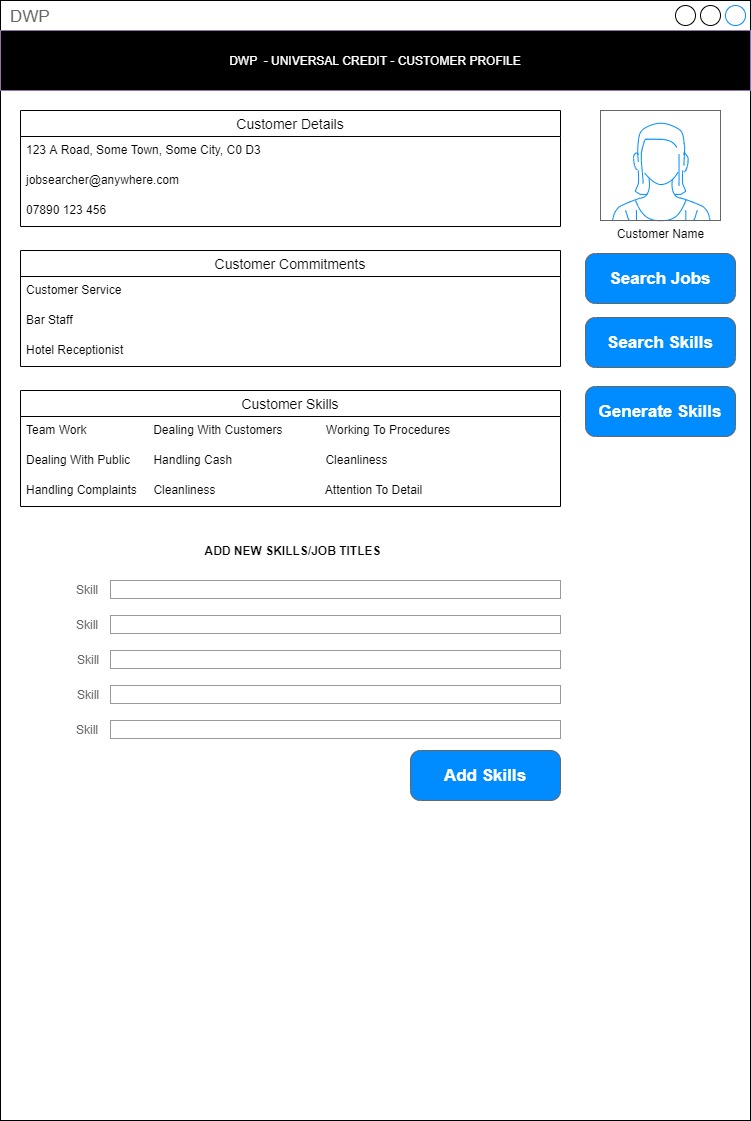 DWP
DWP - UNIVERSAL CREDIT - CUSTOMER PROFILE
Customer Details
123 A Road, Some Town, Some City, C0 D3
jobsearcher@anywhere.com
07890 123 456
Customer Name
Customer Commitments
Customer Service
Bar Staff
Hotel Receptionist
Search Jobs
Search Skills
Generate Skills
Customer Skills
Team Work Dealing With Customers Working To Procedures
Dealing With Public Handling Cash Cleanliness
Handling Complaints Cleanliness Attention To Detail
ADD NEW SKILLS/JOB TITLES
Skill
Skill
Skill
Skill
Skill
Add Skills